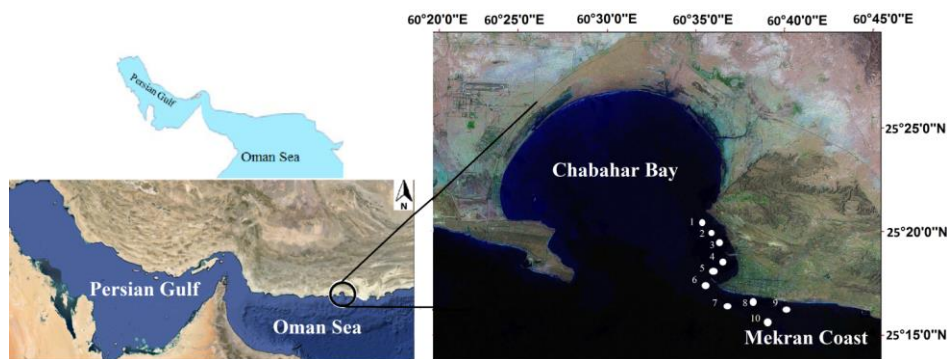 Persian Gulf
Oman Sea
N
Persian Gulf
Oman Sea
60°20'0"E 60°25'0"E 60°30'0"E 60°35'0"E 60°40'0"E 60°45'0"E
25°25'0"N
25°20'0"N
25°15'0"N
Chabahar Bay
1
2
3
4
5
6
7
8
9
10
Mekran Coast